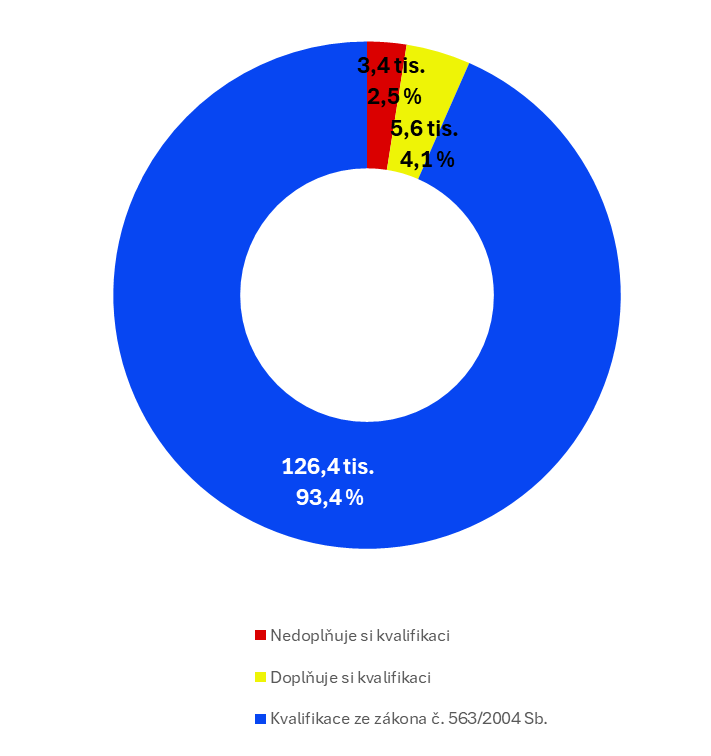 3,4 tis.
2,5 %
5,6 tis.
4,1 %
126,4 tis.
93,4 %
Nedoplňuje si kvalifikaci
Doplňuje si kvalifikaci
Kvalifikace ze zákona č. 563/2004 Sb.